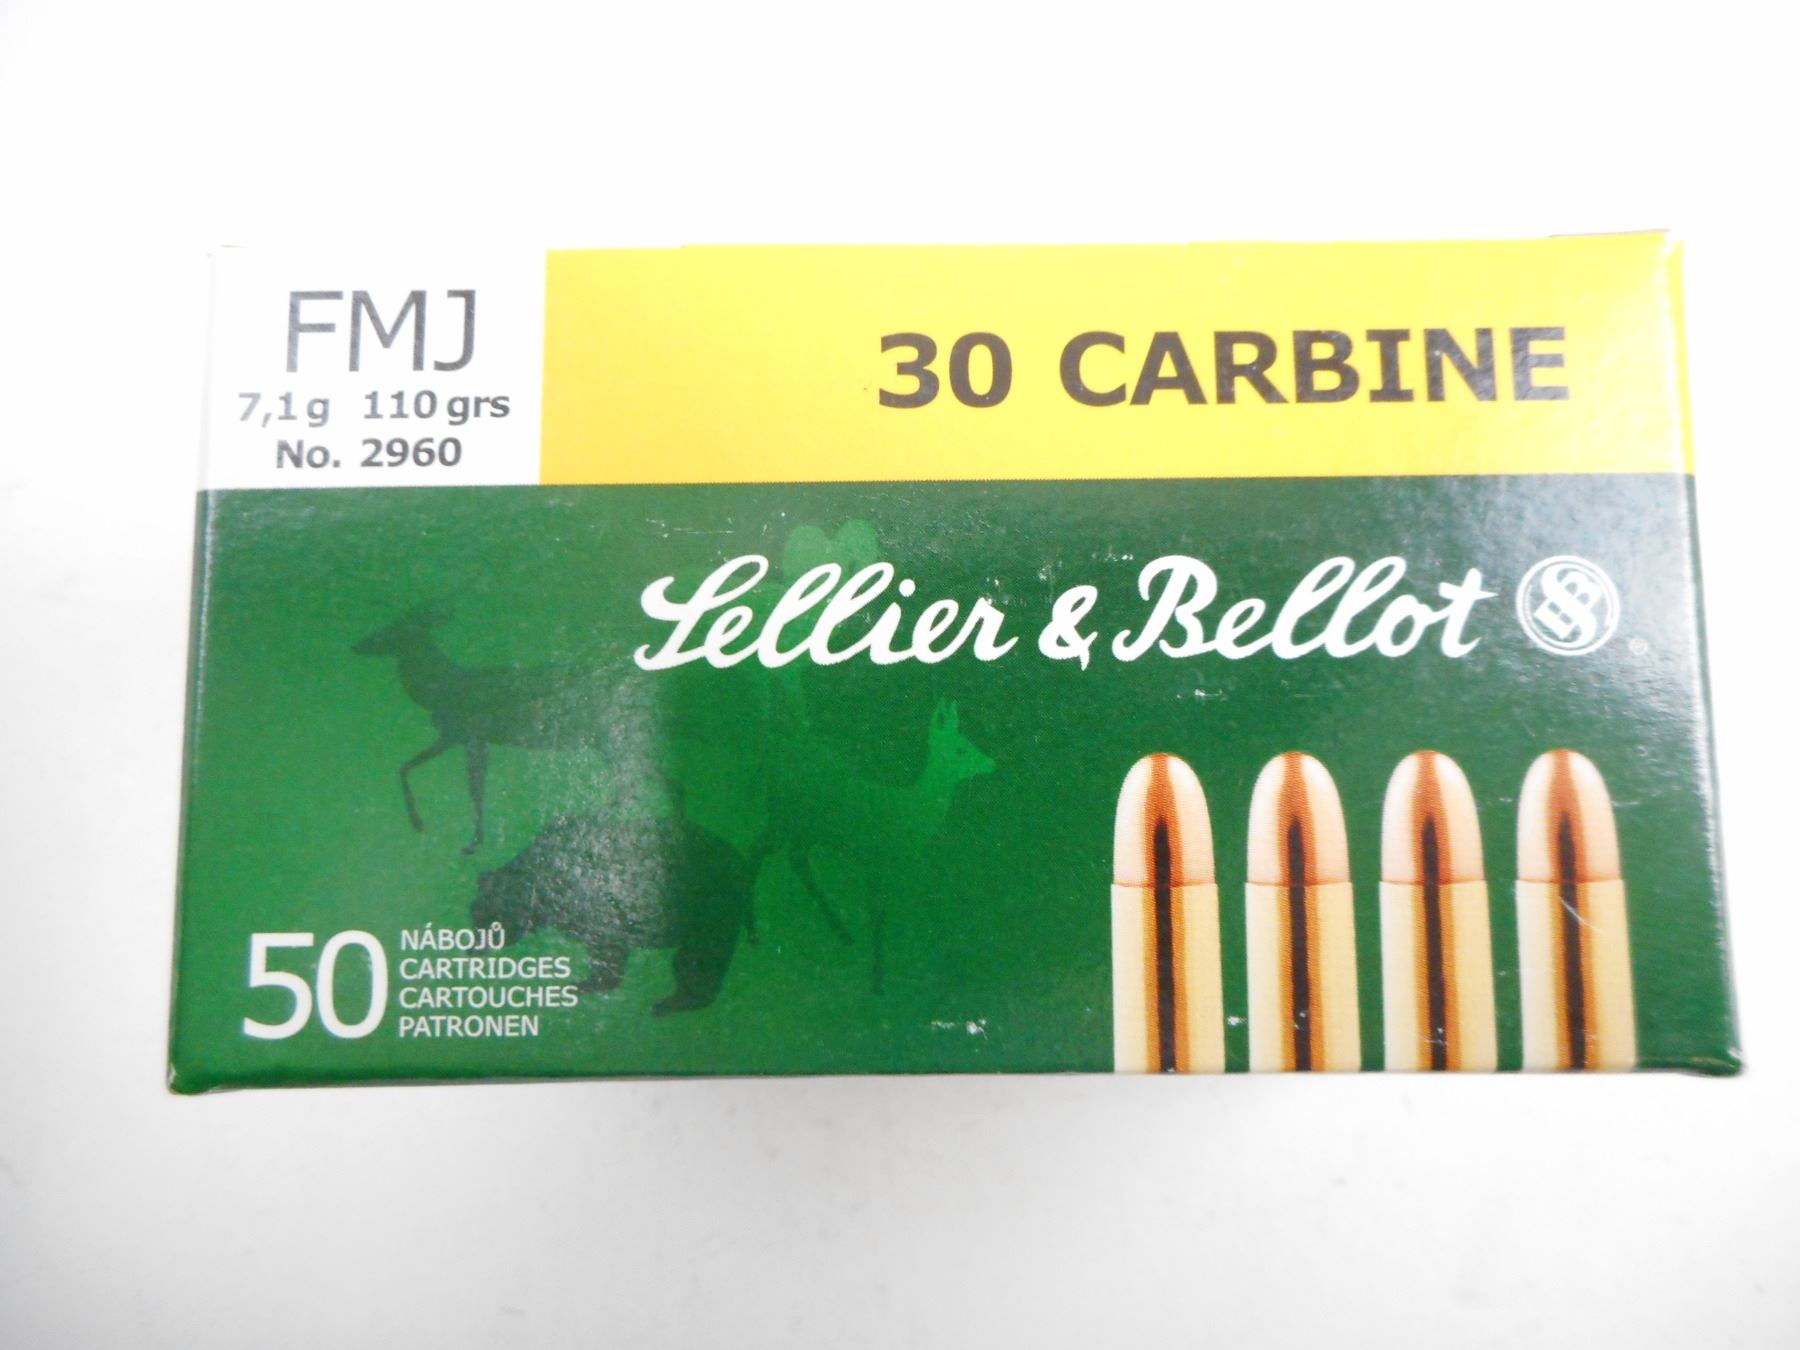 FMJ
7,1g 110 grs
No. 2960
30 CARBINE
Sellier & Bellot
S&B
®
50
NÁBOJŮ
CARTRIDGES
CARTOUCHES
PATRONEN